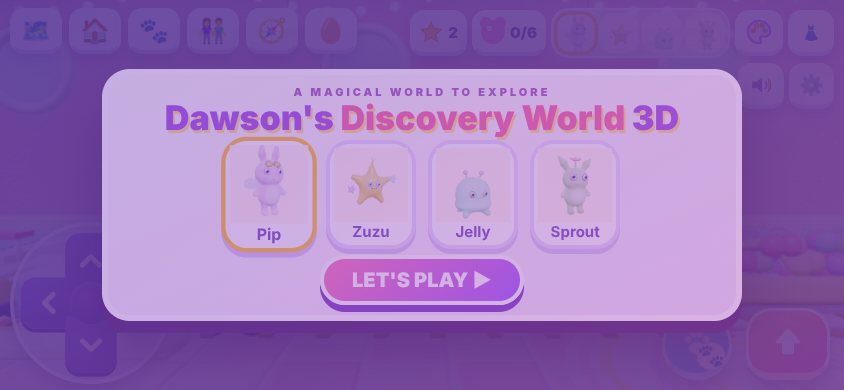 2
0/6
A MAGICAL WORLD TO EXPLORE
Dawson's Discovery World 3D
Pip
Zuzu
Jelly
Sprout
LET'S PLAY ▶